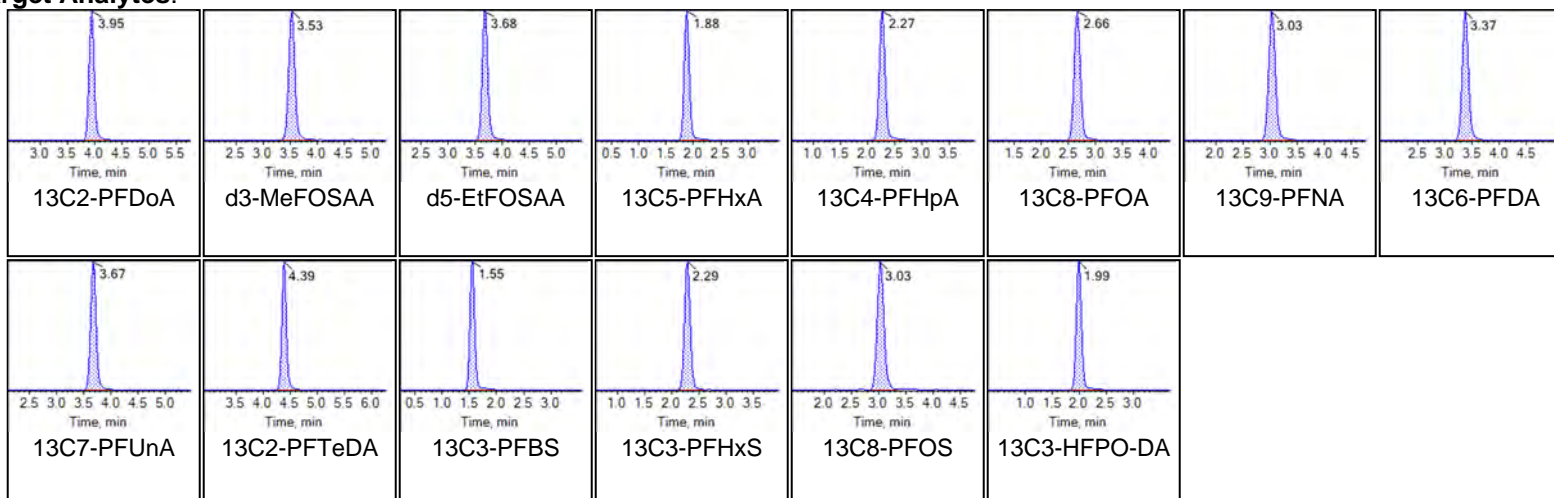 rget Analytes:
3.95 3.53 3.68 1.88 2.27 2.66 3.03 3.37
3.0 3.5 4.0 4.5 5.0 5.5 2.5 3.0 3.5 4.0 4.5 5.0 2.5 3.0 3.5 4.0 4.5 5.0 0.5 1.0 1.5 2.0 2.5 3.0 1.0 1.5 2.0 2.5 3.0 3.5 1.5 2.0 2.5 3.0 3.5 4.0 2.0 2.5 3.0 3.5 4.0 4.5 2.5 3.0 3.5 4.0 4.5
Time, min Time, min Time, min Time, min Time, min Time, min Time, min Time, min
13C2-PFDoA d3-MeFOSAA d5-EtFOSAA 13C5-PFHxA 13C4-PFHpA 13C8-PFOA 13C9-PFNA 13C6-PFDA
3.67 4.39 1.55 2.29 3.03 1.99
2.5 3.0 3.5 4.0 4.5 5.0 3.5 4.0 4.5 5.0 5.5 6.0 0.5 1.0 1.5 2.0 2.5 3.0 1.0 1.5 2.0 2.5 3.0 3.5 2.0 2.5 3.0 3.5 4.0 4.5 1.0 1.5 2.0 2.5 3.0
Time, min Time, min Time, min Time, min Time, min Time, min
13C7-PFUnA 13C2-PFTeDA 13C3-PFBS 13C3-PFHxS 13C8-PFOS 13C3-HFPO-DA